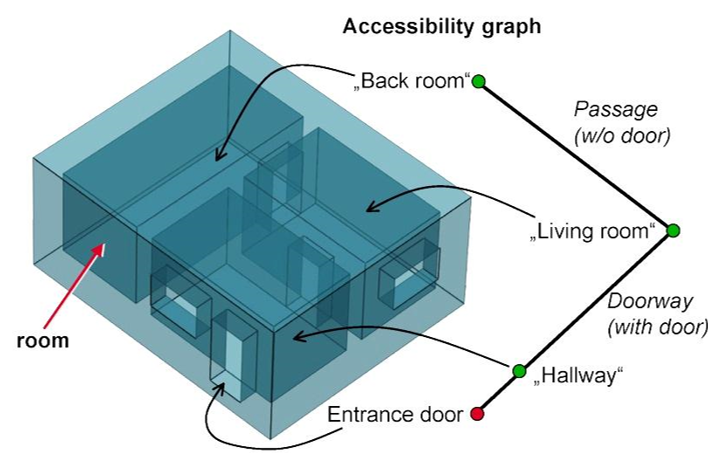 Accessibility graph
„Back room“
Passage
(w/o door)
„Living room“
Doorway
(with door)
room
„Hallway“
Entrance door